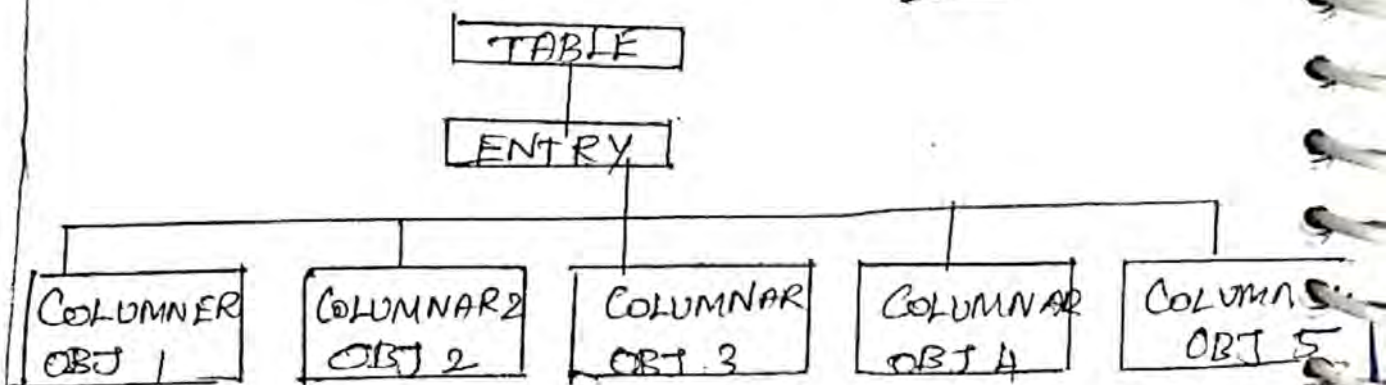 TABLE
ENTRY
COLUMNER
OBJ 1
COLUMNAR2
OBJ 2
COLUMNAR
OBJ 3
COLUMNAR
OBJ 4
OBJ 5